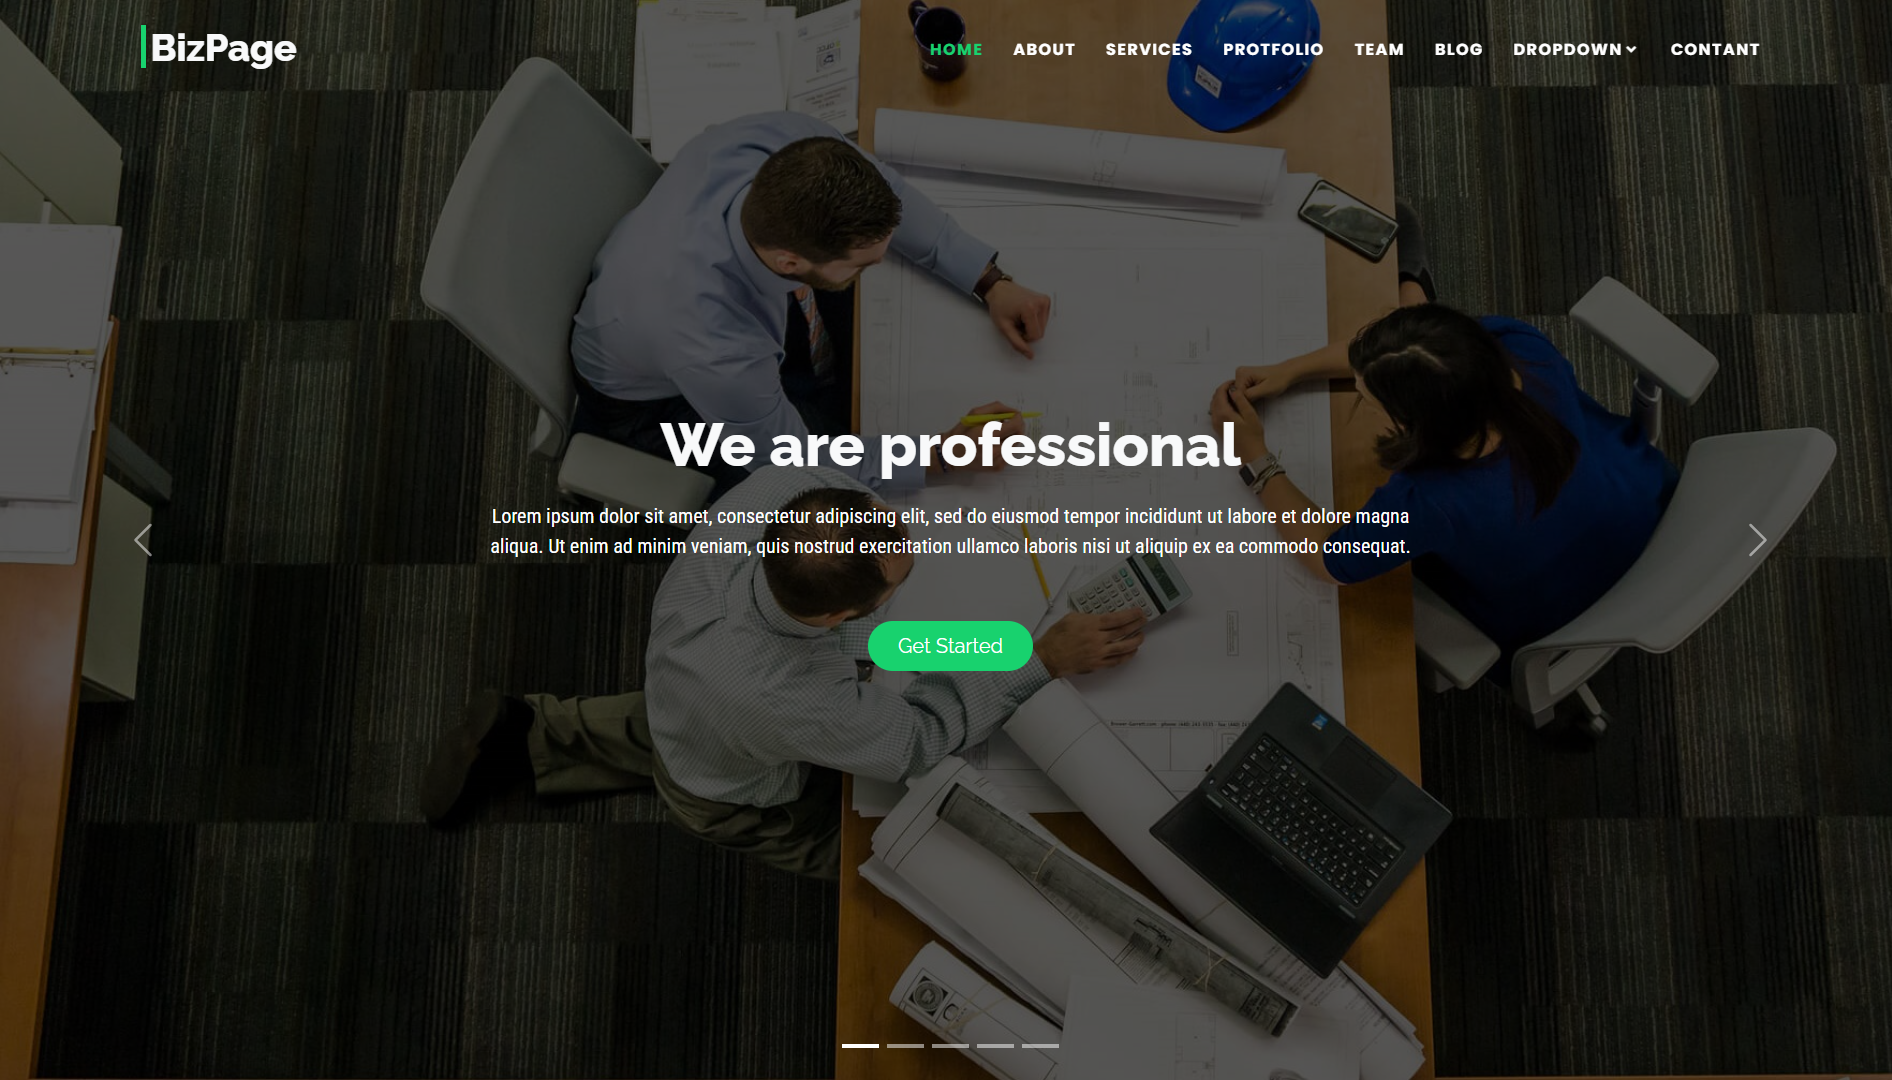 BizPage
HOME ABOUT SERVICES PROTFOLIO TEAM BLOG DROPDOWN CONTANT
We are professional
Lorem ipsum dolor sit amet, consectetur adipiscing elit, sed do eiusmod tempor incididunt ut labore et dolore magna
aliqua. Ut enim ad minim veniam, quis nostrud exercitation ullamco laboris nisi ut aliquip ex ea commodo consequat.
Get Started